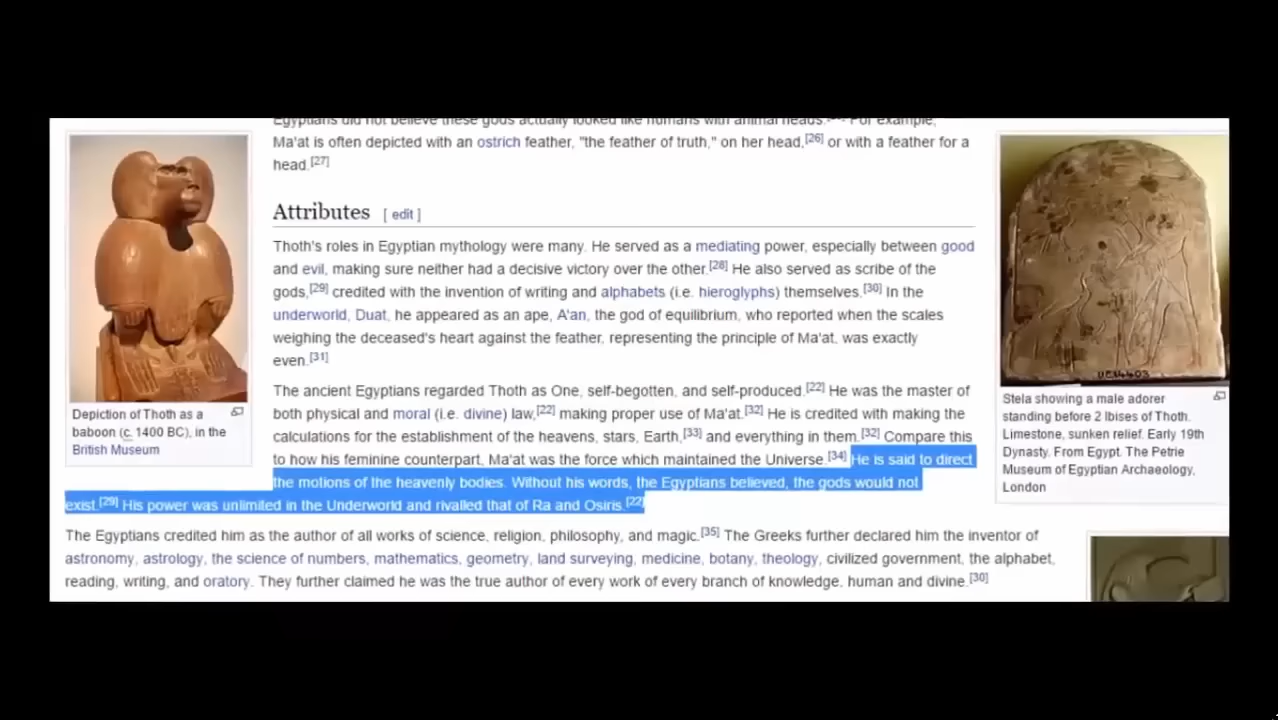 Egyptians did not believe these gods actually looked like humans with animal heads. For example,
Ma'at is often depicted with an ostrich feather, "the feather of truth," on her head,[26] or with a feather for a
head.[27]
Attributes [ edit ]
Thoth's roles in Egyptian mythology were many. He served as a mediating power, especially between good
and evil, making sure neither had a decisive victory over the other.[28] He also served as scribe of the
gods,[29] credited with the invention of writing and alphabets (i.e. hieroglyphs) themselves.[30] In the
underworld, Duat, he appeared as an ape, A'an, the god of equilibrium, who reported when the scales
weighing the deceased's heart against the feather, representing the principle of Ma'at, was exactly
even.[31]
The ancient Egyptians regarded Thoth as One, self-begotten, and self-produced.[22] He was the master of
both physical and moral (i.e. divine) law,[22] making proper use of Ma'at.[32] He is credited with making the
calculations for the establishment of the heavens, stars, Earth,[33] and everything in them.[32] Compare this
to how his feminine counterpart, Ma'at was the force which maintained the Universe.[34] He is said to direct
the motions of the heavenly bodies. Without his words, the Egyptians believed, the gods would not
exist.[29] His power was unlimited in the Underworld and rivalled that of Ra and Osiris.[22]
The Egyptians credited him as the author of all works of science, religion, philosophy, and magic.[35] The Greeks further declared him the inventor of
astronomy, astrology, the science of numbers, mathematics, geometry, land surveying, medicine, botany, theology, civilized government, the alphabet,
reading, writing, and oratory. They further claimed he was the true author of every work of every branch of knowledge, human and divine.[30]
Depiction of Thoth as a
baboon (c. 1400 BC), in the
British Museum
UC14403
Stela showing a male adorer
standing before 2 Ibises of Thoth.
Limestone, sunken relief. Early 19th
Dynasty. From Egypt. The Petrie
Museum of Egyptian Archaeology,
London